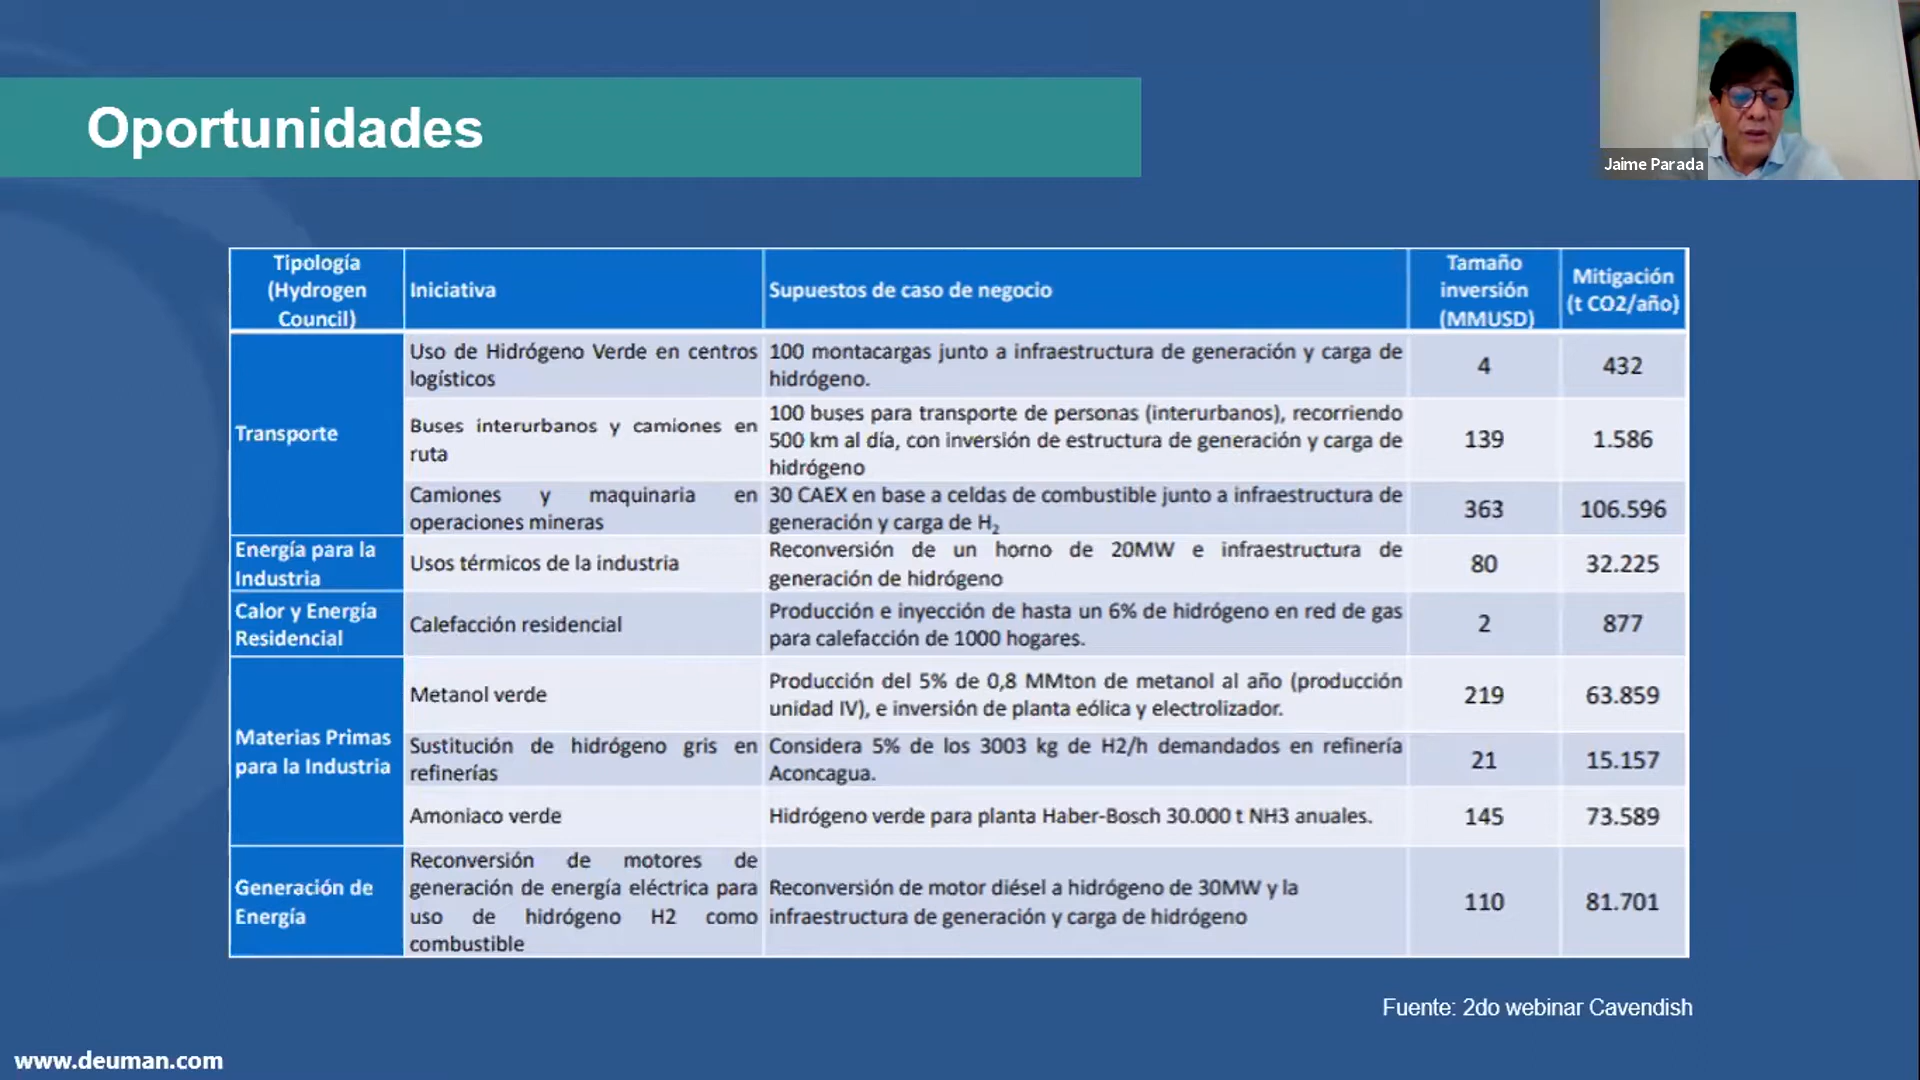 Oportunidades
Jaime Parada
Tipología
(Hydrogen
Council)
Iniciativa
Supuestos de caso de negocio
Tamaño
inversión
(MMUSD)
Mitigación
(t CO2/año)
Transporte
Uso de Hidrógeno Verde en centros
logísticos
100 montacargas junto a infraestructura de generación y carga de
hidrógeno.
4
432
Buses interurbanos y camiones en
ruta
100 buses para transporte de personas (interurbanos), recorriendo
500 km al día, con inversión de estructura de generación y carga de
hidrógeno
139
1.586
Camiones y maquinaria en
operaciones mineras
30 CAEX en base a celdas de combustible junto a infraestructura de
generación y carga de H₂
363
106.596
Energía para la
Industria
Usos térmicos de la industria
Reconversión de un horno de 20MW e infraestructura de
generación de hidrógeno
80
32.225
Calor y Energía
Residencial
Calefacción residencial
Producción e inyección de hasta un 6% de hidrógeno en red de gas
para calefacción de 1000 hogares.
2
877
Materias Primas
para la Industria
Metanol verde
Producción del 5% de 0,8 MMton de metanol al año (producción
unidad IV), e inversión de planta eólica y electrolizador.
219
63.859
Sustitución de hidrógeno gris en
refinerías
Considera 5% de los 3003 kg de H2/h demandados en refinería
Aconcagua.
21
15.157
Amoniaco verde
Hidrógeno verde para planta Haber-Bosch 30.000 t NH3 anuales.
145
73.589
Generación de
Energía
Reconversión de motores de
generación de energía eléctrica para
uso de hidrógeno H2 como
combustible
Reconversión de motor diésel a hidrógeno de 30MW y la
infraestructura de generación y carga de hidrógeno
110
81.701
Fuente: 2do webinar Cavendish
www.deuman.com